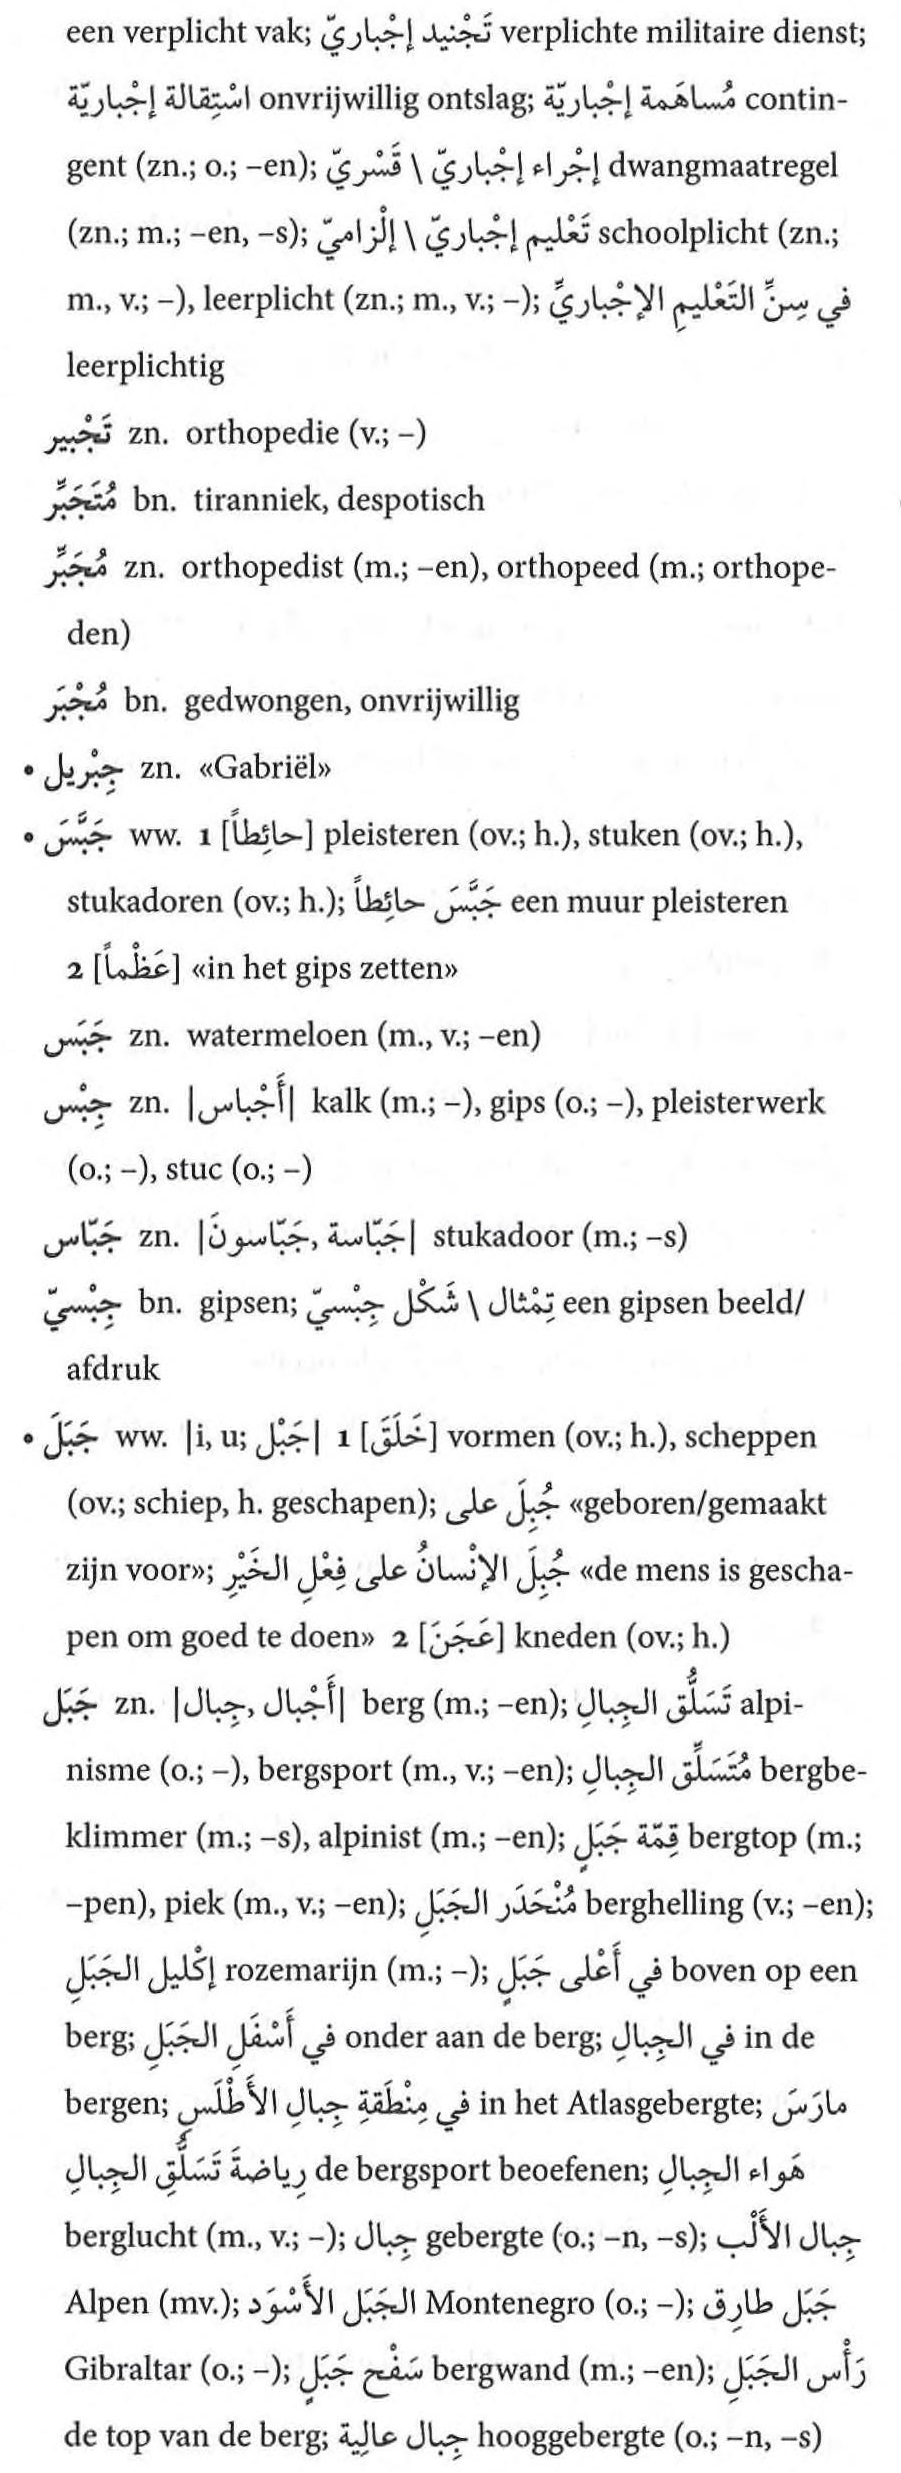 een verplicht vak; تَجْنيد إجْباريّ verplichte militaire dienst;
اسْتِقالة إجْباريّة onvrijwillig ontslag; مُساهَمة إجْباريّة contin-
gent (zn.; o.; –en); إجْراء إجْباريّ \ قَسْريّ dwangmaatregel
(zn.; m.; –en, –s); تَعْليم إجْباريّ \ إلْزاميّ schoolplicht (zn.;
m., v.; –), leerplicht (zn.; m., v.; –); في سِنِّ التَعْليمِ الإجْباريِّ
leerplichtig
تَجْبير zn. orthopedie (v.; –)
مُتَجَبِّر bn. tiranniek, despotisch
مُجَبِّر zn. orthopedist (m.; –en), orthopeed (m.; orthope-
den)
مُجْبَر bn. gedwongen, onvrijwillig
• جِبْريل zn. «Gabriël»
• جَبَّسَ ww. 1 [حائِطاً] pleisteren (ov.; h.), stuken (ov.; h.),
stukadoren (ov.; h.); جَبَّسَ حائِطاً een muur pleisteren
2 [عَظْماً] «in het gips zetten»
جَبَس zn. watermeloen (m., v.; –en)
جِبْس zn. |أَجْباس| kalk (m.; –), gips (o.; –), pleisterwerk
(o.; –), stuc (o.; –)
جَبّاس zn. |جَبّاسة, جَبّاسونَ| stukadoor (m.; –s)
جِبْسيّ bn. gipsen; تِمْثال \ شَكْل جِبْسيّ een gipsen beeld/
afdruk
• جَبَلَ ww. |i, u; جَبْل| 1 [خَلَقَ] vormen (ov.; h.), scheppen
(ov.; schiep, h. geschapen); جُبِلَ على «geboren/gemaakt
zijn voor»; جُبِلَ الإنْسانُ على فِعْلِ الخَيْرِ «de mens is gescha-
pen om goed te doen» 2 [عَجَنَ] kneden (ov.; h.)
جَبَل zn. |أَجْبال, جِبال| berg (m.; –en); تَسَلُّق الجِبالِ alpi-
nisme (o.; –), bergsport (m., v.; –en); مُتَسَلِّق الجِبالِ bergbe-
klimmer (m.; –s), alpinist (m.; –en); قِمّة جَبَلٍ bergtop (m.;
–pen), piek (m., v.; –en); مُنْحَدَر الجَبَلِ berghelling (v.; –en);
إكْليل الجَبَلِ rozemarijn (m.; –); في أَعْلى جَبَلٍ boven op een
berg; في أَسْفَلِ الجَبَلِ onder aan de berg; في الجِبالِ in de
bergen; في مِنْطَقةِ جِبالِ الأَطْلَسِ in het Atlasgebergte; مارَسَ
رِياضةَ تَسَلُّقِ الجِبالِ de bergsport beoefenen; هَواء الجِبالِ
berglucht (m., v.; –); جِبال gebergte (o.; –n, –s); جِبال الأَلْب
Alpen (mv.); الجَبَل الأَسْوَد Montenegro (o.; –); جَبَل طارِق
Gibraltar (o.; –); سَفْح جَبَلٍ bergwand (m.; –en); رَأْس الجَبَلِ
de top van de berg; جِبال عالِية hooggebergte (o.; –n, –s)